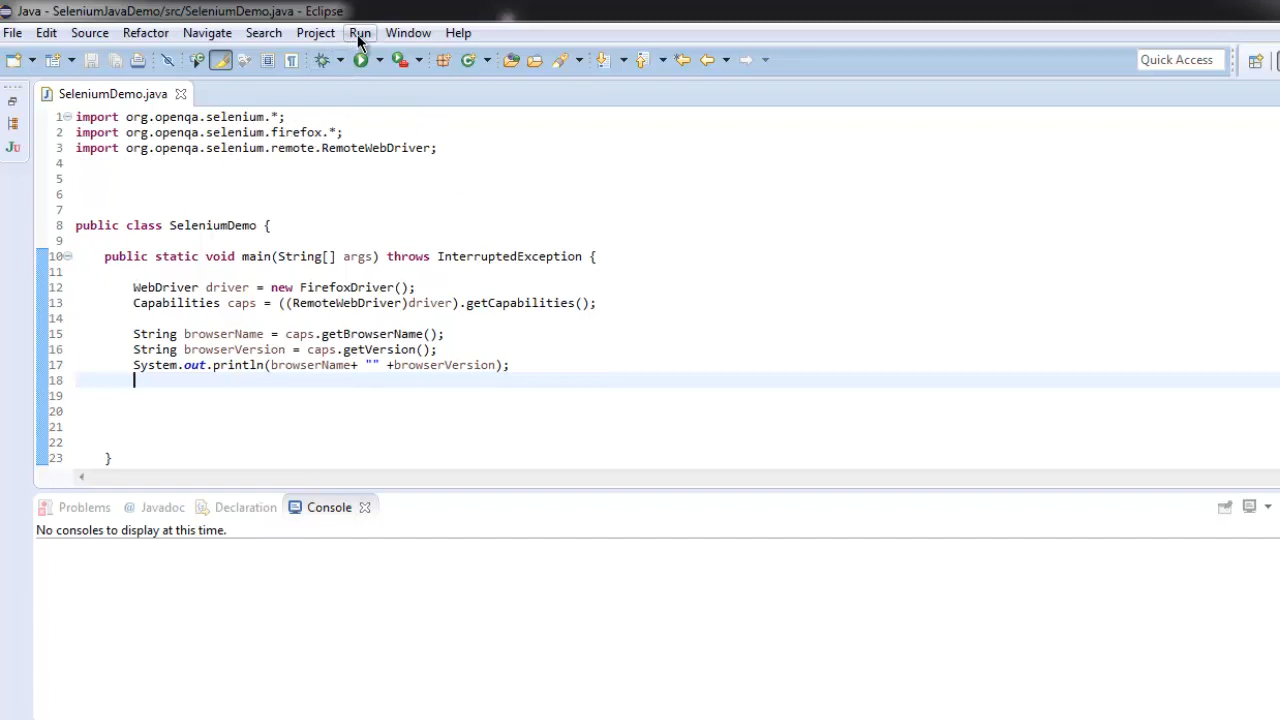 Java - SeleniumJavaDemo/src/SeleniumDemo.java - Eclipse
File Edit Source Refactor Navigate Search Project Run Window Help
Quick Access
SeleniumDemo.java
1 import org.openqa.selenium.*;
2 import org.openqa.selenium.firefox.*;
3 import org.openqa.selenium.remote.RemoteWebDriver;
4
5
6
7
8 public class SeleniumDemo {
9
10 public static void main(String[] args) throws InterruptedException {
11
12 WebDriver driver = new FirefoxDriver();
13 Capabilities caps = ((RemoteWebDriver)driver).getCapabilities();
14
15 String browserName = caps.getBrowserName();
16 String browserVersion = caps.getVersion();
17 System.out.println(browserName+ "" +browserVersion);
18
19
20
21
22
23 }
Problems @ Javadoc Declaration Console
No consoles to display at this time.